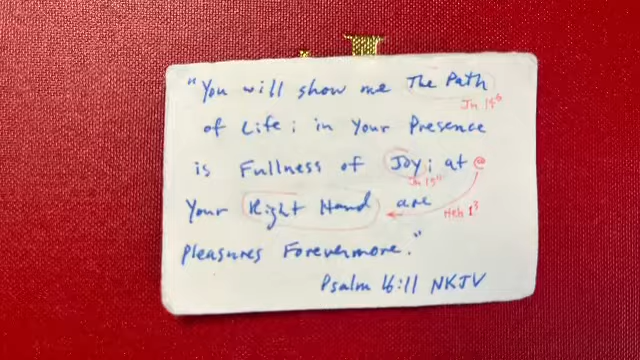 "You will show me The Path
Jn 14⁶
of Life; in Your Presence
is Fullness of Joy; at @
Jn 15¹¹
Your Right Hand are
Heb 1³
Pleasures Forevermore."
Psalm 16:11 NKJV